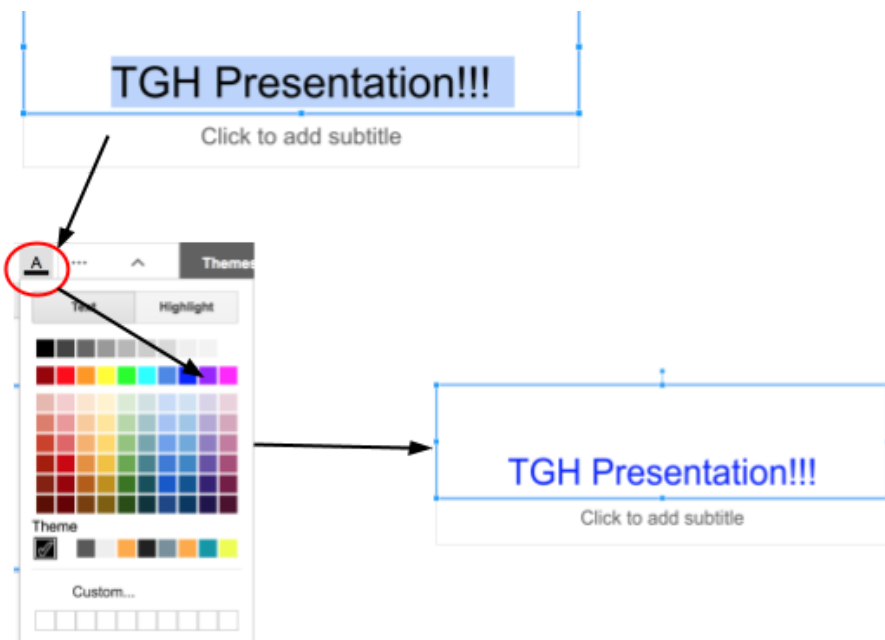 TGH Presentation!!!
Click to add subtitle
A
Themes
Text
Highlight
Theme
Custom...
TGH Presentation!!!
Click to add subtitle